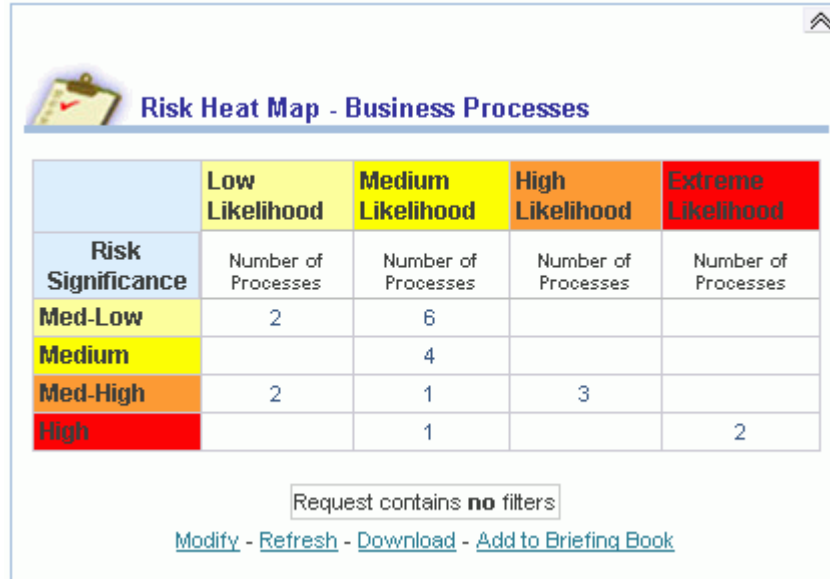 Risk Heat Map - Business Processes
Low Likelihood Medium Likelihood High Likelihood Extreme Likelihood
Risk Significance Number of Processes Number of Processes Number of Processes Number of Processes
Med-Low 2 6
Medium 4
Med-High 2 1 3
High 1 2
Request contains no filters
Modify - Refresh - Download - Add to Briefing Book